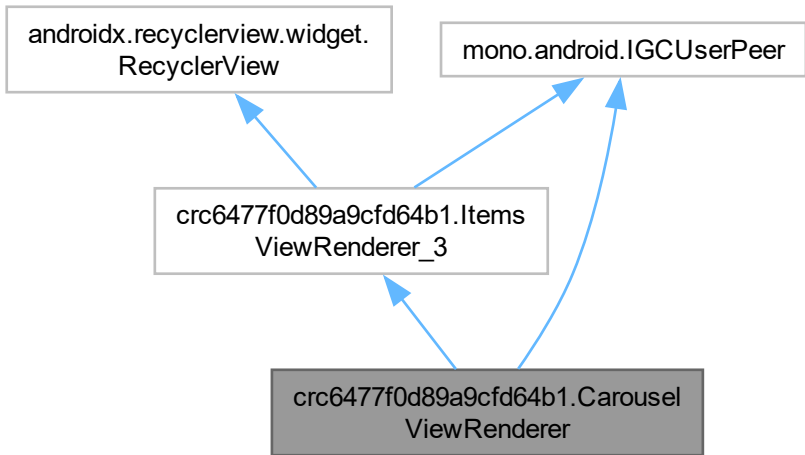 androidx.recyclerview.widget.
RecyclerView
mono.android.IGCUserPeer
crc6477f0d89a9cfd64b1.Items
ViewRenderer_3
crc6477f0d89a9cfd64b1.Carousel
ViewRenderer